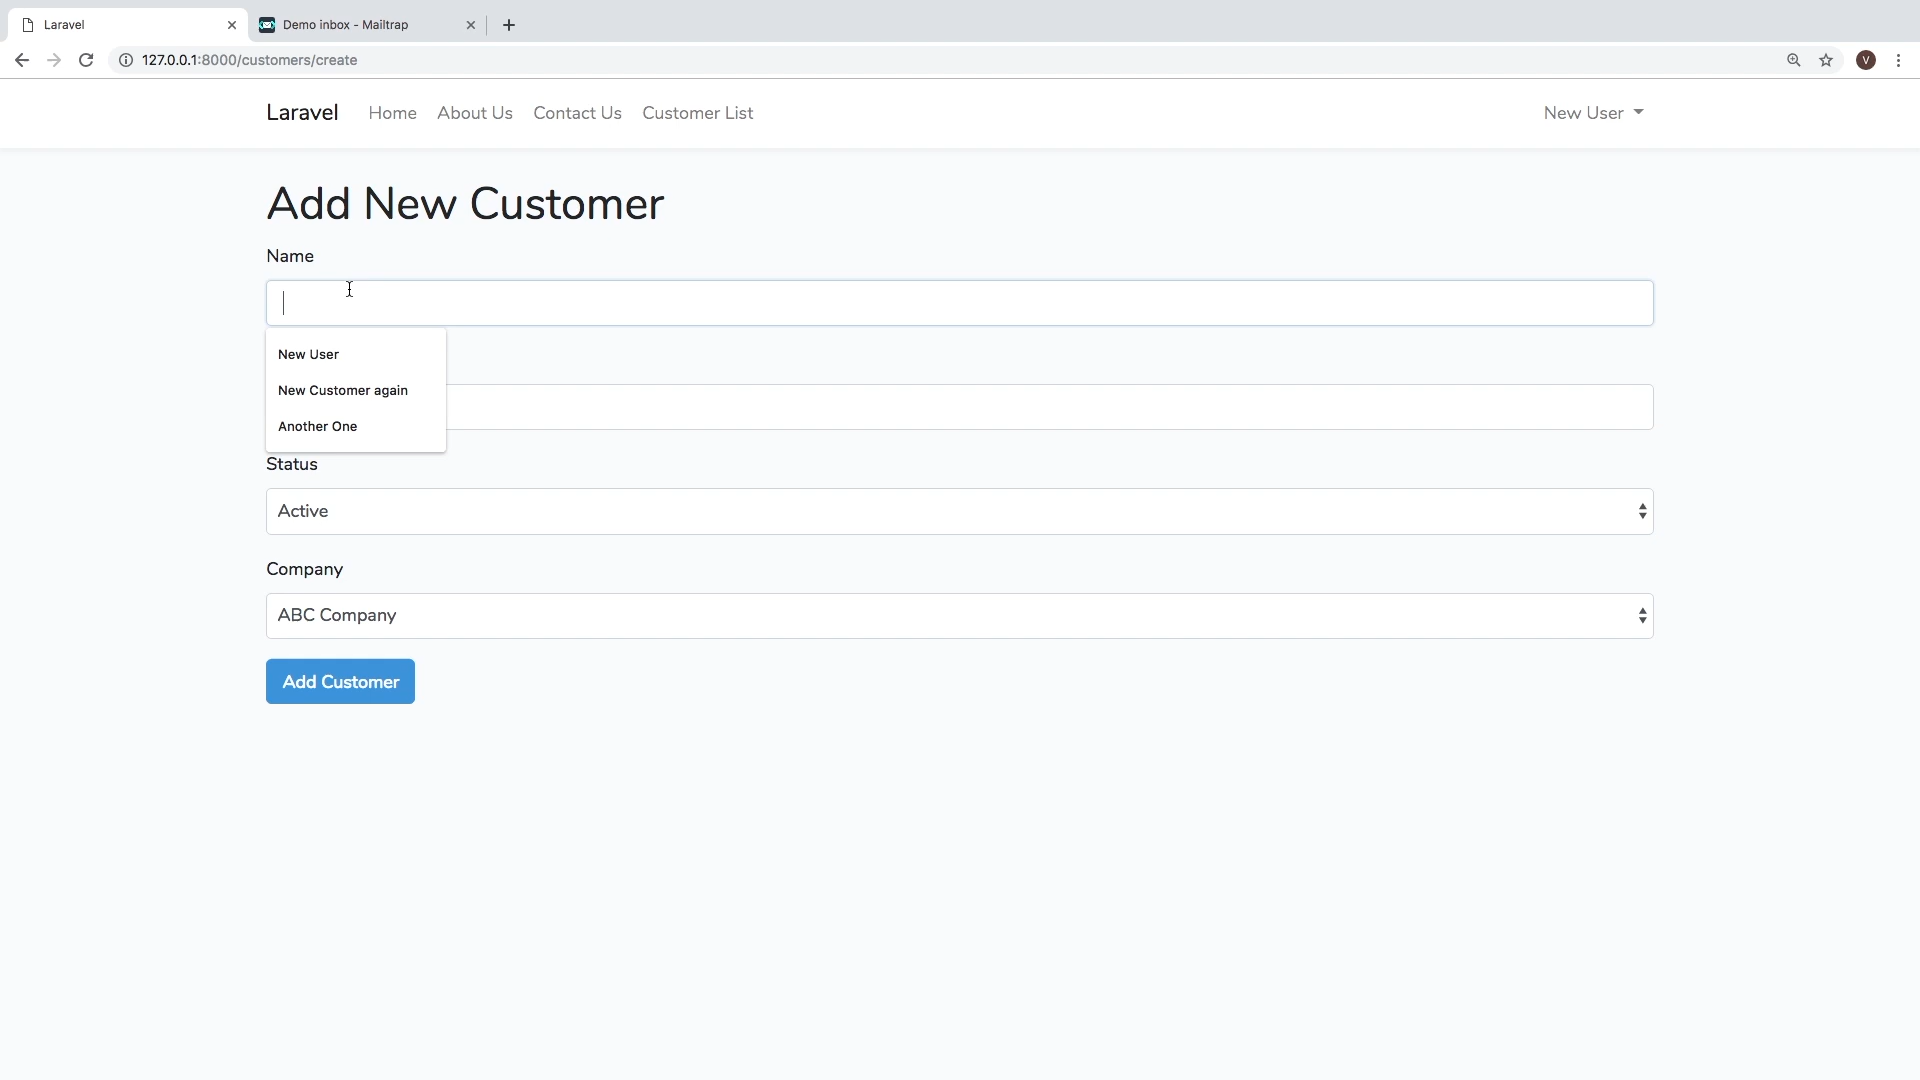 Laravel
Demo inbox - Mailtrap
127.0.0.1:8000/customers/create
V
Laravel Home About Us Contact Us Customer List New User
Add New Customer
Name
New User
New Customer again
Another One
Status
Active
Company
ABC Company
Add Customer